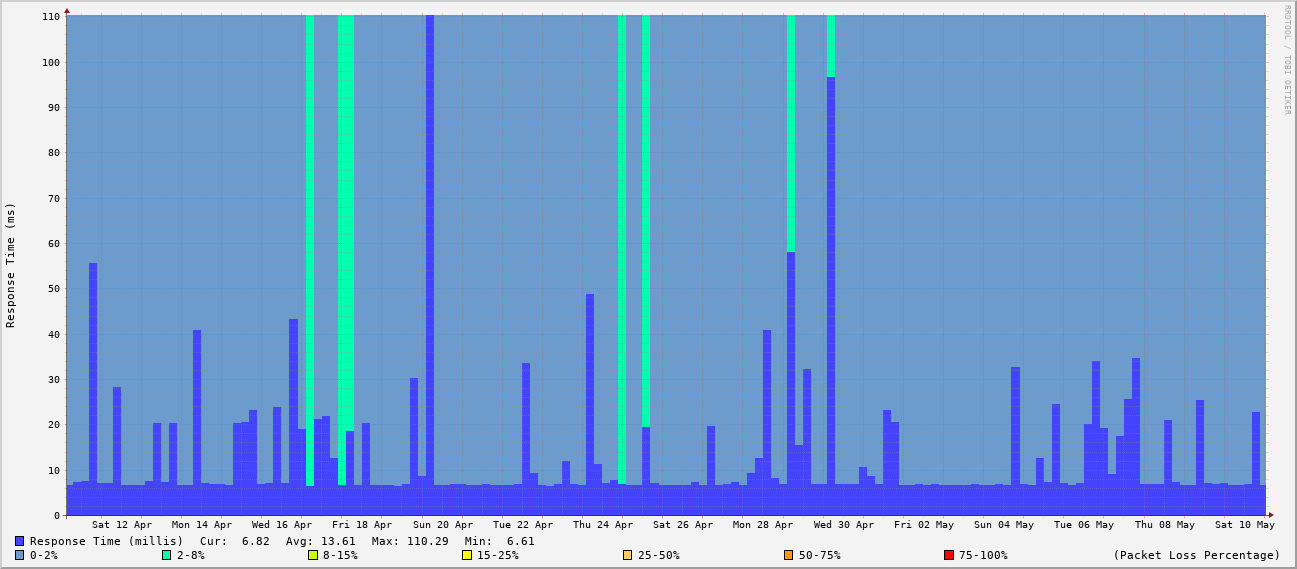 RRDTOOL / TOBI OETIKER
Response Time (ms)
110
100
90
80
70
60
50
40
30
20
10
0
Sat 12 Apr Mon 14 Apr Wed 16 Apr Fri 18 Apr Sun 20 Apr Tue 22 Apr Thu 24 Apr Sat 26 Apr Mon 28 Apr Wed 30 Apr Fri 02 May Sun 04 May Tue 06 May Thu 08 May Sat 10 May
Response Time (millis) Cur: 6.82 Avg: 13.61 Max: 110.29 Min: 6.61
0-2% 2-8% 8-15% 15-25% 25-50% 50-75% 75-100% (Packet Loss Percentage)